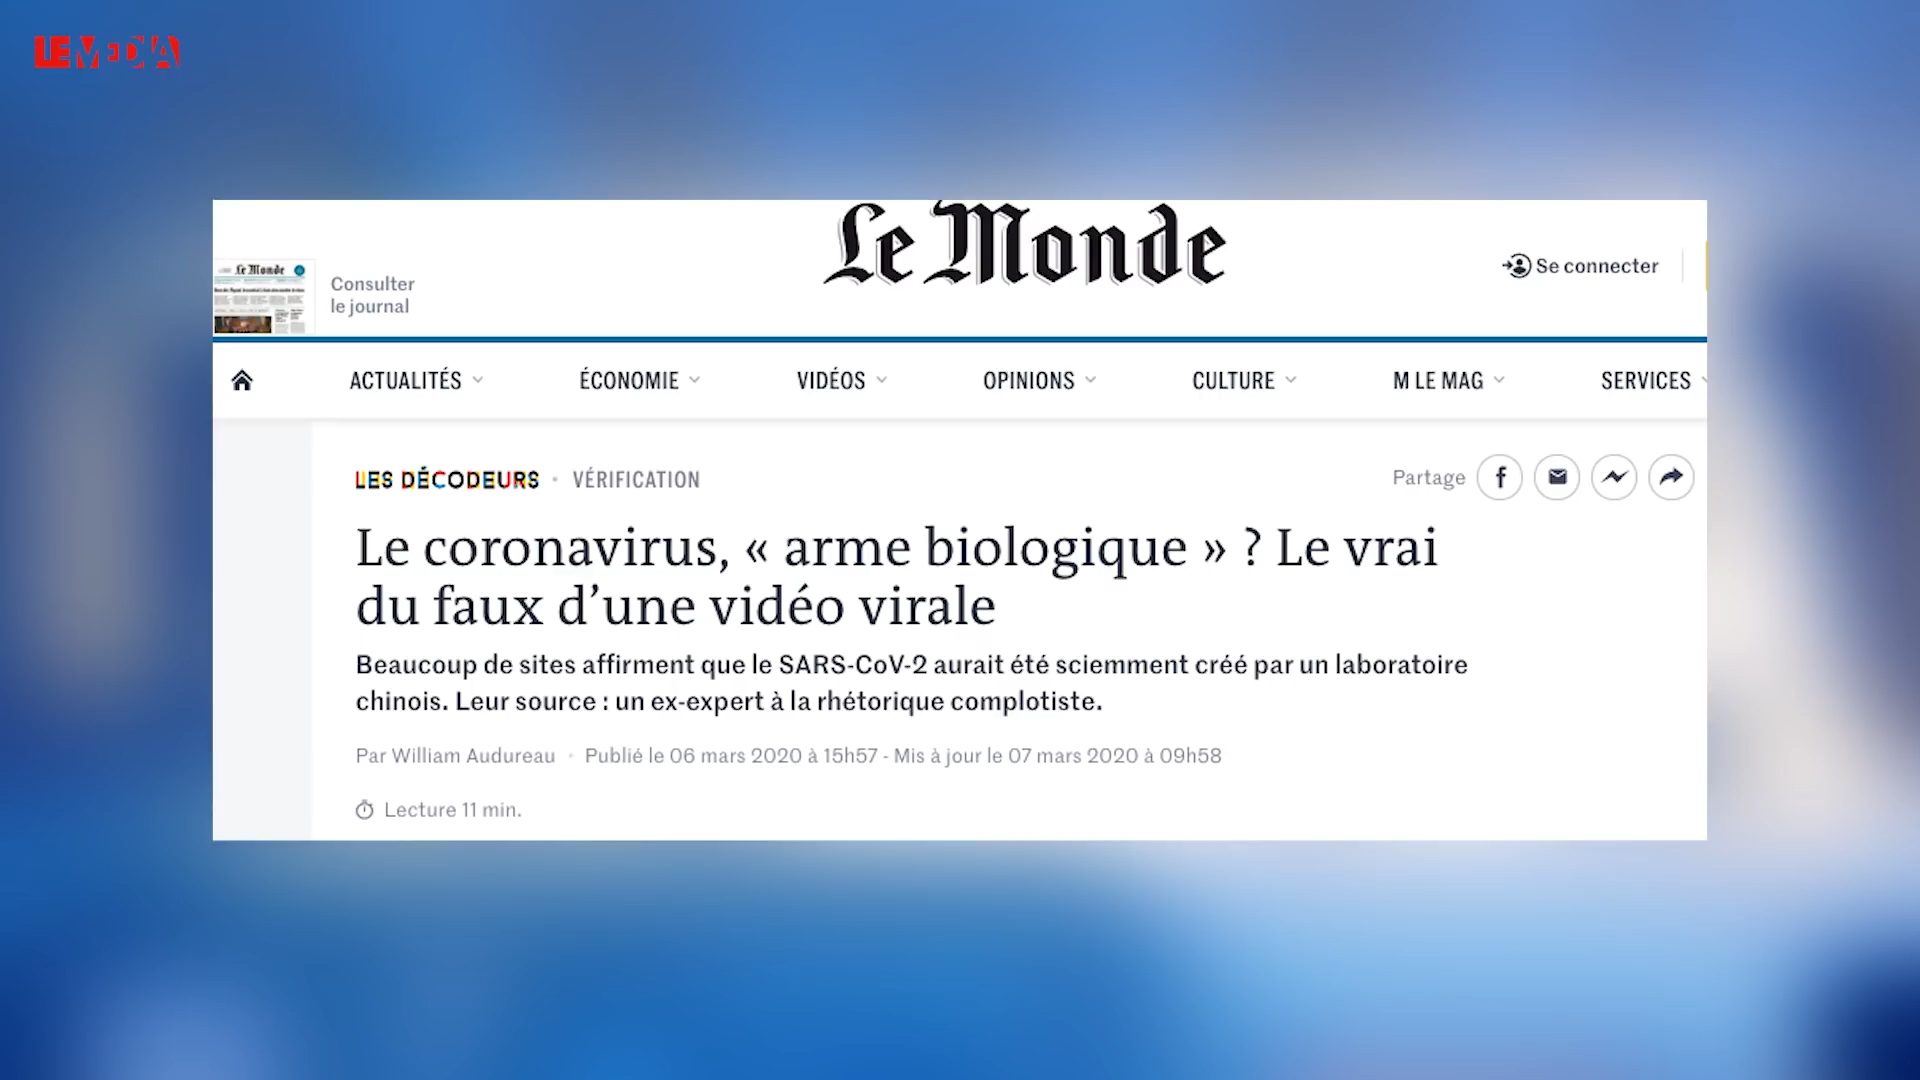 LEMEDIA
Le Monde
Le Monde
Consulter
le journal
Se connecter
ACTUALITÉS
ÉCONOMIE
VIDÉOS
OPINIONS
CULTURE
M LE MAG
SERVICES
LES DÉCODEURS • VÉRIFICATION
Partage
Le coronavirus, « arme biologique » ? Le vrai
du faux d’une vidéo virale
Beaucoup de sites affirment que le SARS-CoV-2 aurait été sciemment créé par un laboratoire
chinois. Leur source : un ex-expert à la rhétorique complotiste.
Par William Audureau • Publié le 06 mars 2020 à 15h57 - Mis à jour le 07 mars 2020 à 09h58
Lecture 11 min.